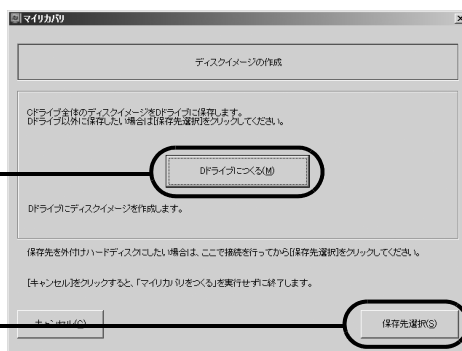 マイリカバリ
ディスクイメージの作成
Cドライブ全体のディスクイメージをDドライブに保存します。
Dドライブ以外に保存したい場合は[保存先選択]をクリックしてください。
Dドライブにつくる(M)
Dドライブにディスクイメージを作成します。
保存先を外付けハードディスクにしたい場合は、ここで接続を行ってから[保存先選択]をクリックしてください。
[キャンセル]をクリックすると、「マイリカバリをつくる」を実行せずに終了します。
キャンセル(C)
保存先選択(S)